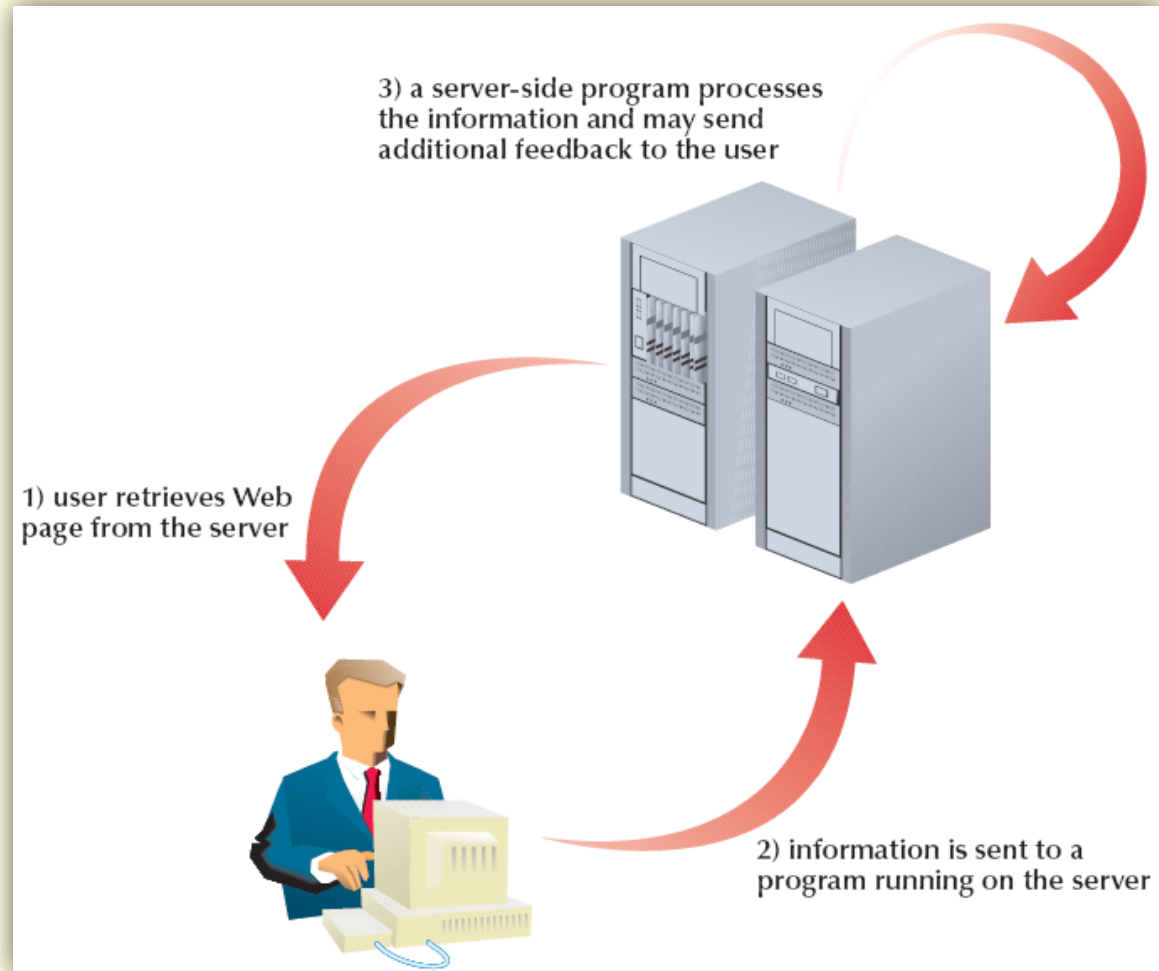 3) a server-side program processes
the information and may send
additional feedback to the user
1) user retrieves Web
page from the server
2) information is sent to a
program running on the server